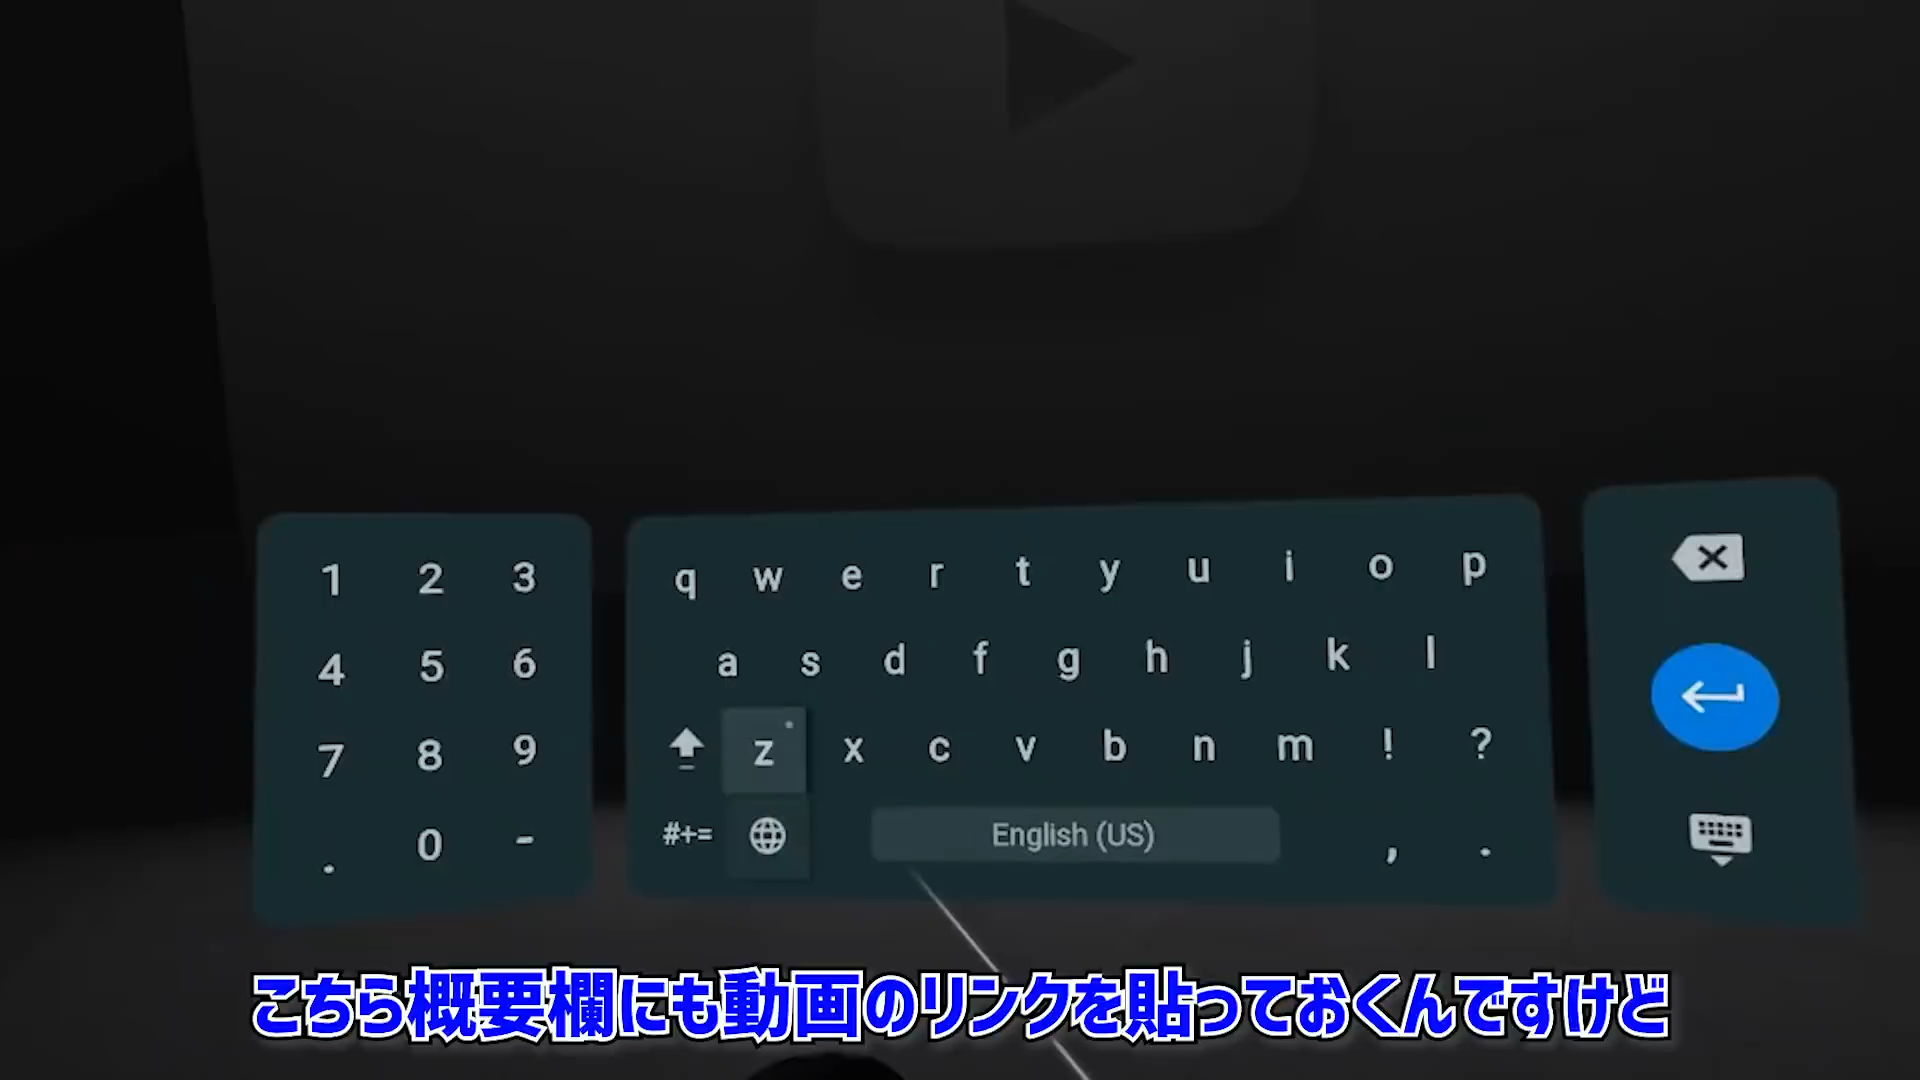 1 2 3 q w e r t y u i o p
4 5 6 a s d f g h j k l
7 8 9 z x c v b n m ! ?
. 0 - #+= English (US) , .
こちら概要欄にも動画のリンクを貼っておくんですけど